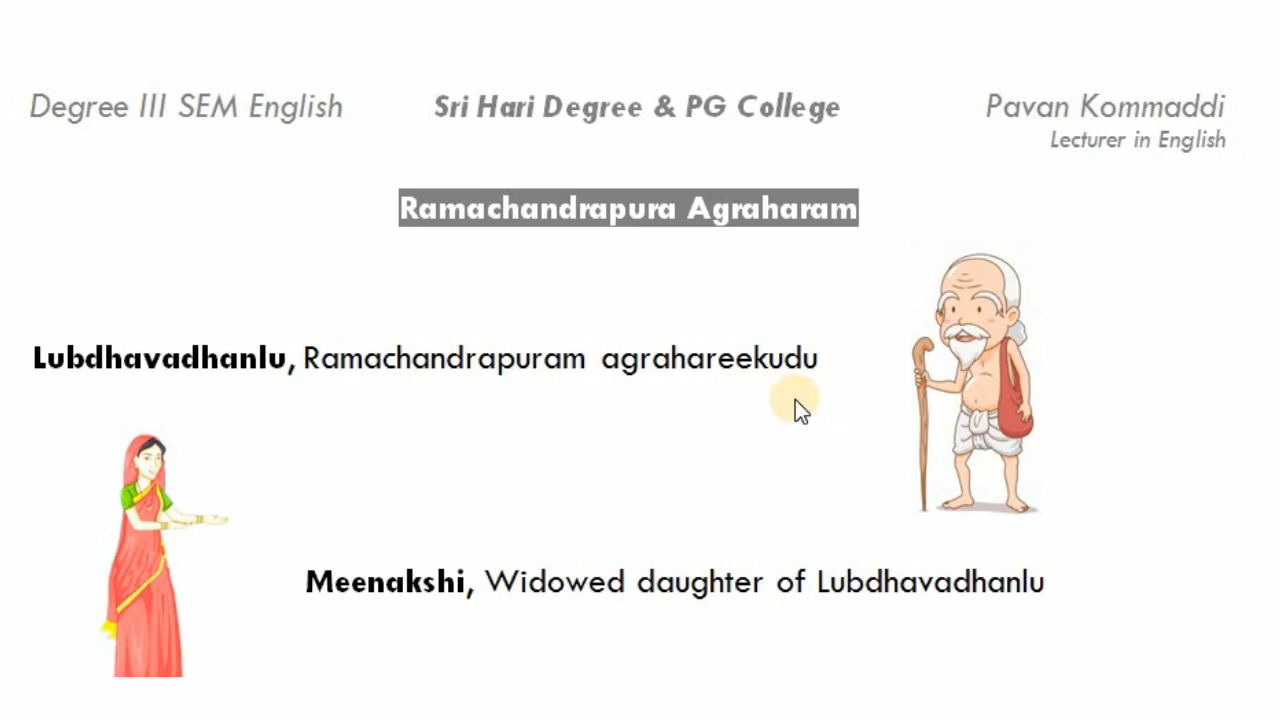 Degree III SEM English Sri Hari Degree & PG College Pavan Kommaddi
Lecturer in English
Ramachandrapura Agraharam
Lubdhavadhanlu, Ramachandrapuram agrahareekudu
Meenakshi, Widowed daughter of Lubdhavadhanlu